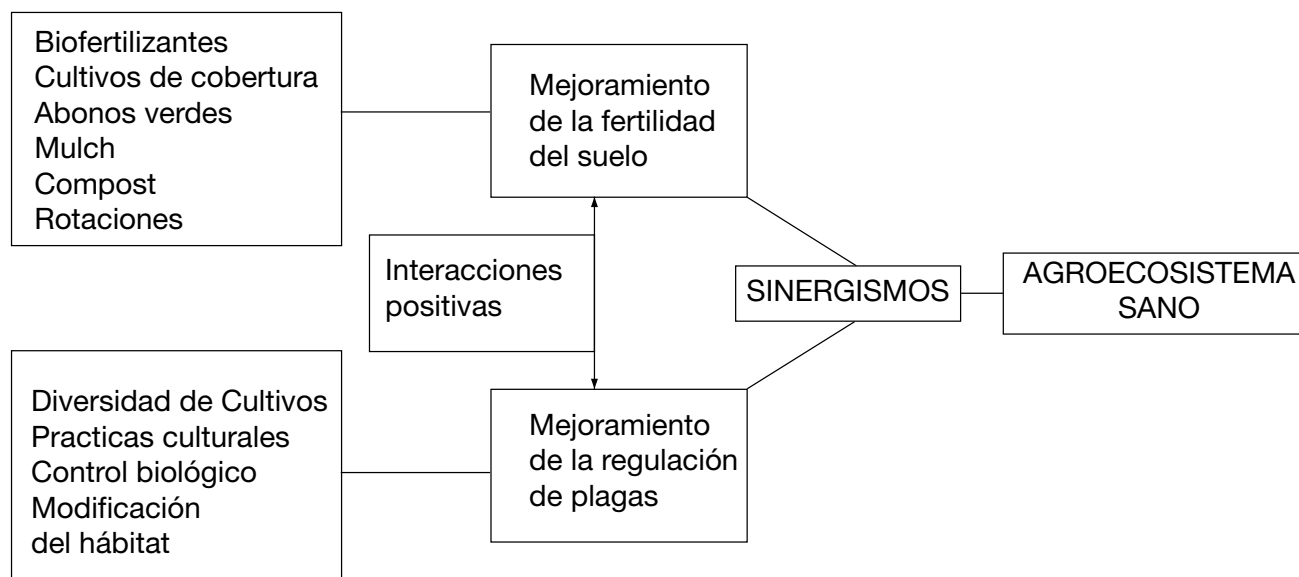 Biofertilizantes
Cultivos de cobertura
Abonos verdes
Mulch
Compost
Rotaciones
Mejoramiento
de la fertilidad
del suelo
Interacciones
positivas
SINERGISMOS
AGROECOSISTEMA
SANO
Diversidad de Cultivos
Practicas culturales
Control biológico
Modificación
del hábitat
Mejoramiento
de la regulación
de plagas